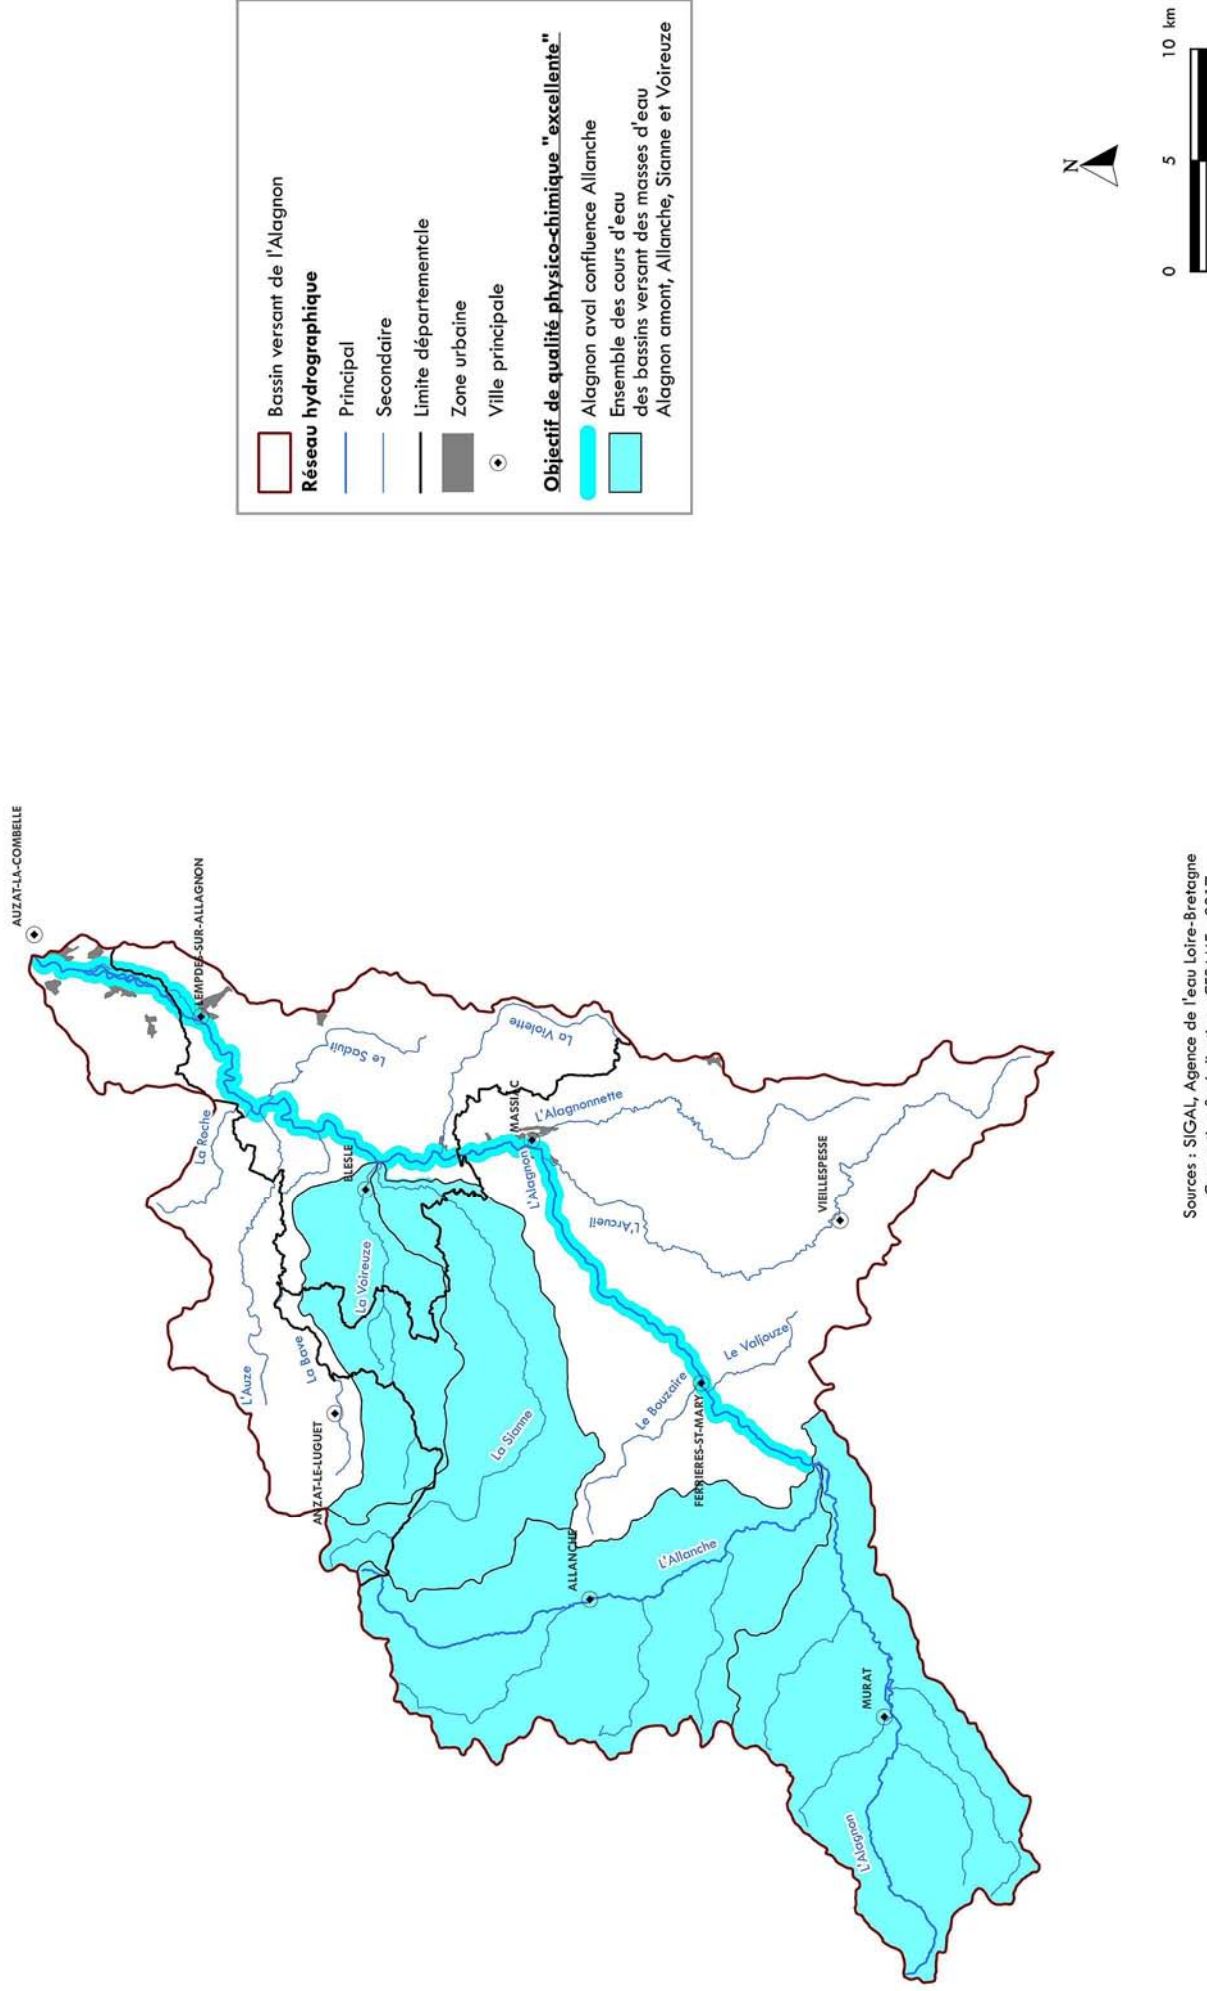 AUZAT-LA-COMBELLE
LEMPDES-SUR-ALLAGNON
La Roche
Le Saduit
La Violette
L'Auze
La Bave
ANZAT-LE-LUGUET
BLESLE
La Voireuze
MASSIAC
L'Alagnonnette
L'Alagnon
La Sianne
L'Arcueil
VIEILLESPESSE
Le Valjouze
Le Bouzaire
FERRIERES-ST-MARY
ALLANCHE
L'Allanche
MURAT
L'Alagnon
Bassin versant de l'Alagnon
Réseau hydrographique
Principal
Secondaire
Limite départementale
Zone urbaine
Ville principale
Objectif de qualité physico-chimique "excellente"
Alagnon aval confluence Allanche
Ensemble des cours d'eau
des bassins versant des masses d'eau
Alagnon amont, Allanche, Sianne et Voireuze
N
0 5 10 km
Sources : SIGAL, Agence de l'eau Loire-Bretagne